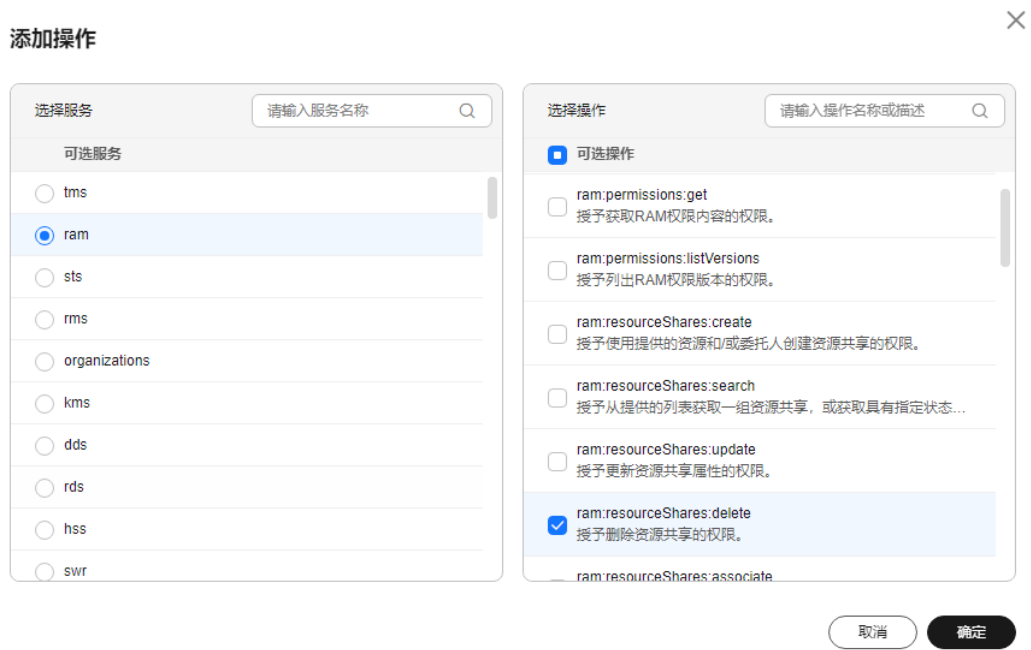 添加操作
选择服务
请输入服务名称
可选服务
tms
ram
sts
rms
organizations
kms
dds
rds
hss
swr
选择操作
请输入操作名称或描述
可选操作
ram:permissions:get
授予获取RAM权限内容的权限。
ram:permissions:listVersions
授予列出RAM权限版本的权限。
ram:resourceShares:create
授予使用提供的资源和/或委托人创建资源共享的权限。
ram:resourceShares:search
授予从提供的列表获取一组资源共享，或获取具有指定状态...
ram:resourceShares:update
授予更新资源共享属性的权限。
ram:resourceShares:delete
授予删除资源共享的权限。
ram:resourceShares:associate
取消
确定